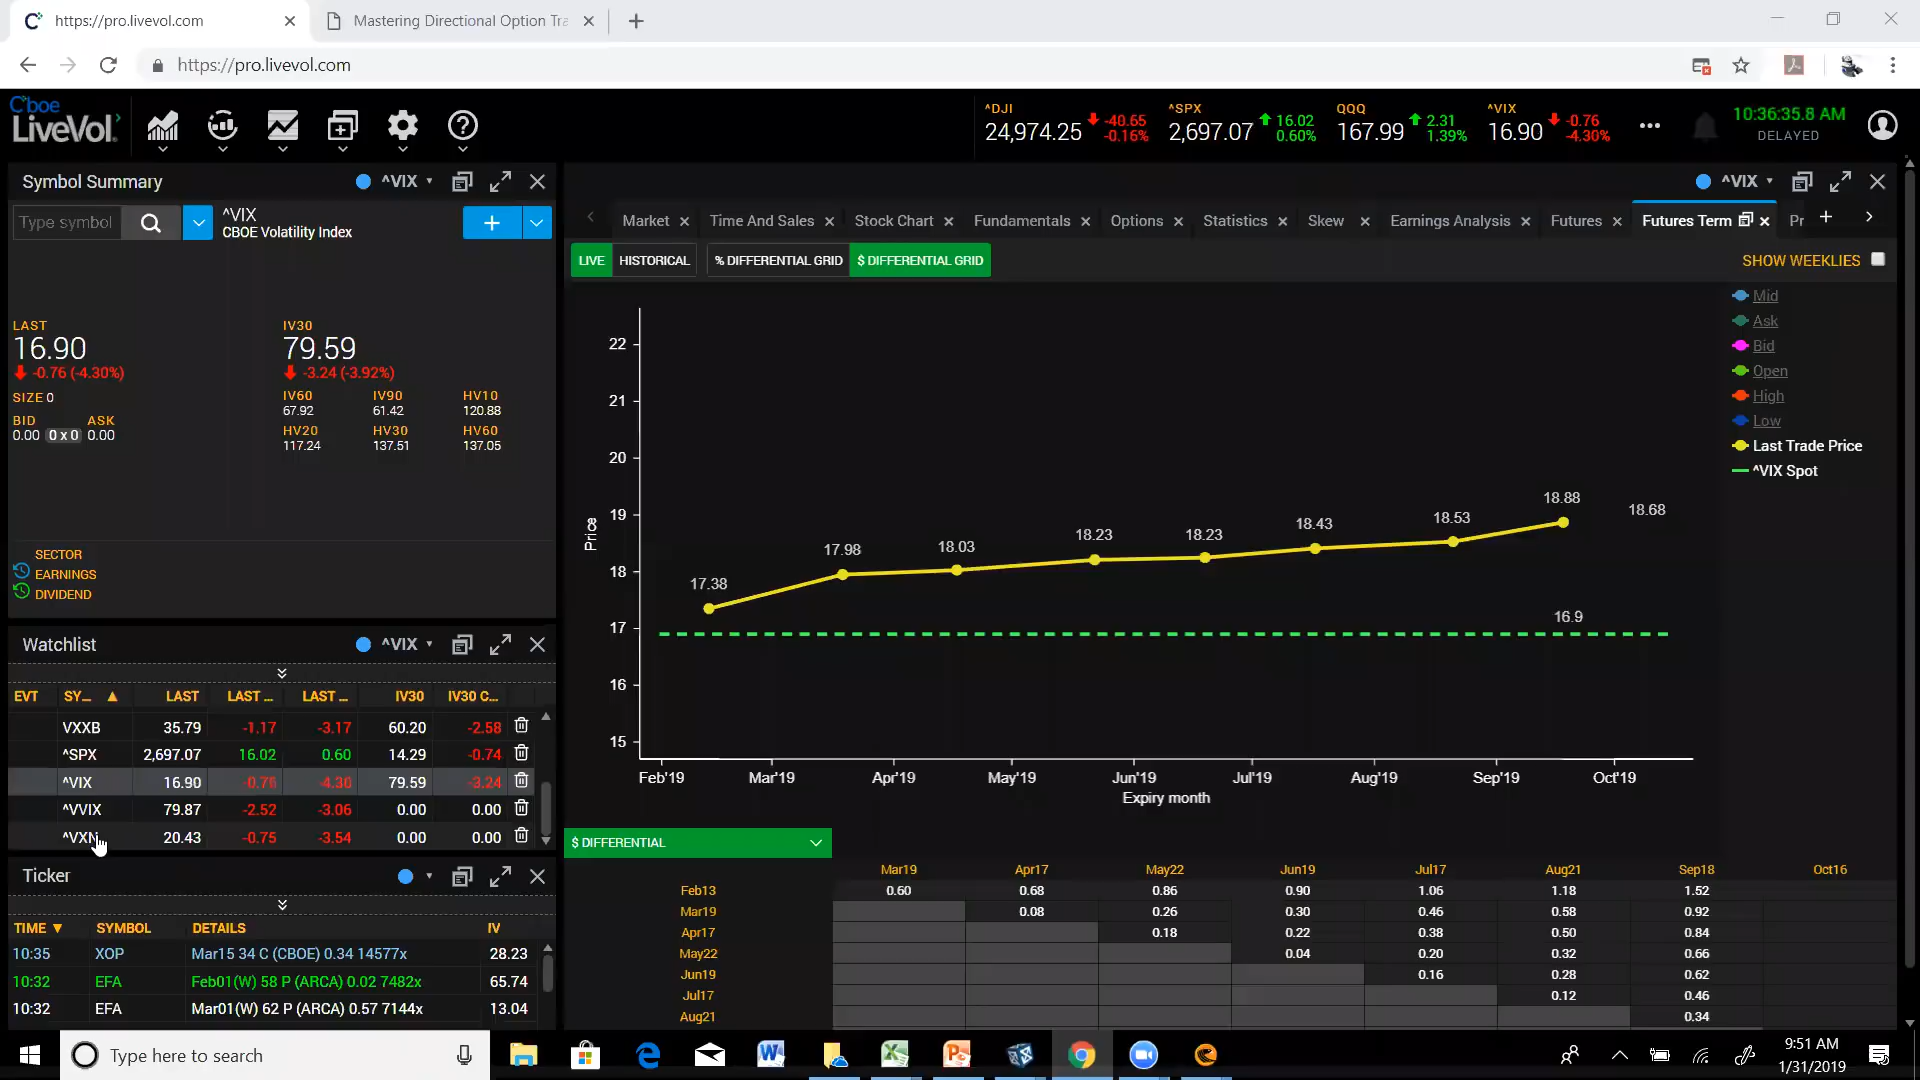 https://pro.livevol.com
Mastering Directional Option Tra
https://pro.livevol.com
Cboe
LiveVol
^DJI
24,974.25
-40.65
-0.16%
^SPX
2,697.07
16.02
0.60%
QQQ
167.99
2.31
1.39%
^VIX
16.90
-0.76
-4.30%
10:36:35.8 AM
DELAYED
Symbol Summary
^VIX
Type symbol
^VIX
CBOE Volatility Index
LAST
16.90
-0.76 (-4.30%)
SIZE 0
BID ASK
0.00 0 x 0 0.00
IV30
79.59
-3.24 (-3.92%)
IV60 IV90 HV10
67.92 61.42 120.88
HV20 HV30 HV60
117.24 137.51 137.05
SECTOR
EARNINGS
DIVIDEND
Watchlist
^VIX
EVT SY... LAST LAST ... LAST ... IV30 IV30 C...
VXXB 35.79 -1.17 -3.17 60.20 -2.58
^SPX 2,697.07 16.02 0.60 14.29 -0.74
^VIX 16.90 -0.76 -4.30 79.59 -3.24
^VVIX 79.87 -2.52 -3.06 0.00 0.00
^VXN 20.43 -0.75 -3.54 0.00 0.00
Ticker
TIME SYMBOL DETAILS IV
10:35 XOP Mar15 34 C (CBOE) 0.34 14577x 28.23
10:32 EFA Feb01(W) 58 P (ARCA) 0.02 7482x 65.74
10:32 EFA Mar01(W) 62 P (ARCA) 0.57 7144x 13.04
^VIX
Market Time And Sales Stock Chart Fundamentals Options Statistics Skew Earnings Analysis Futures Futures Term Pr
LIVE HISTORICAL % DIFFERENTIAL GRID $ DIFFERENTIAL GRID
SHOW WEEKLIES
Mid
Ask
Bid
Open
High
Low
Last Trade Price
^VIX Spot
Price
22
21
20
19
18
17
16
15
17.38
17.98
18.03
18.23
18.23
18.43
18.53
18.88
18.68
16.9
Feb'19 Mar'19 Apr'19 May'19 Jun'19 Jul'19 Aug'19 Sep'19 Oct'19
Expiry month
$ DIFFERENTIAL
Mar19 Apr17 May22 Jun19 Jul17 Aug21 Sep18 Oct16
Feb13 0.60 0.68 0.86 0.90 1.06 1.18 1.52
Mar19 0.08 0.26 0.30 0.46 0.58 0.92
Apr17 0.18 0.22 0.38 0.50 0.84
May22 0.04 0.20 0.32 0.66
Jun19 0.16 0.28 0.62
Jul17 0.12 0.46
Aug21 0.34
Type here to search
9:51 AM
1/31/2019